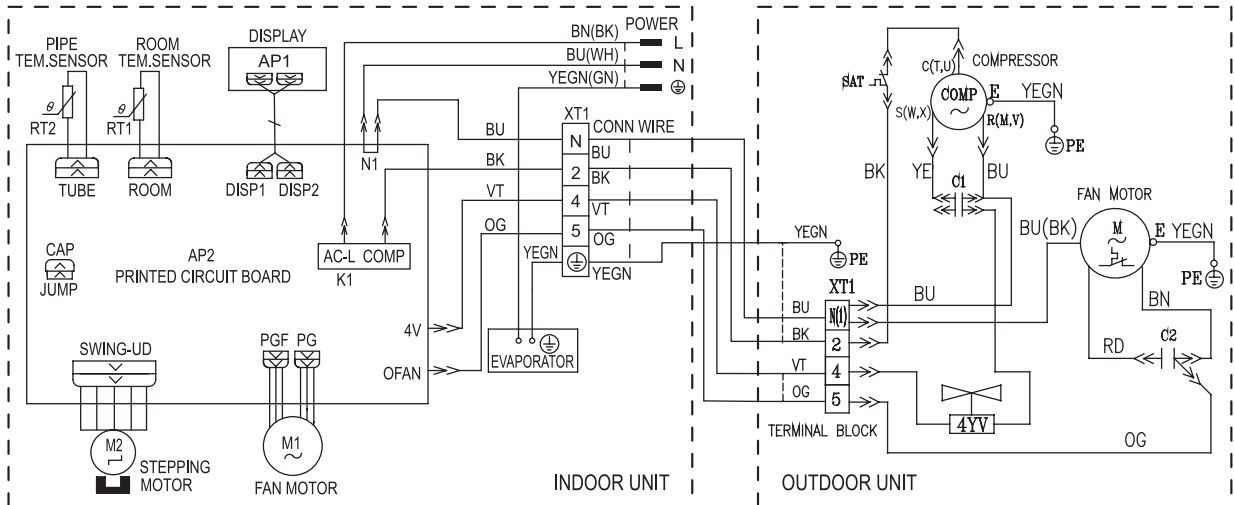 PIPE
TEM.SENSOR
ROOM
TEM.SENSOR
DISPLAY
AP1
θ
RT2
θ
RT1
TUBE
ROOM
DISP1
DISP2
N1
BN(BK)
BU(WH)
YEGN(GN)
POWER
L
N
XT1
CONN WIRE
BU
N
BU
BK
2
BK
VT
4
VT
OG
5
OG
YEGN
YEGN
CAP
JUMP
AP2
PRINTED CIRCUIT BOARD
AC-L
COMP
K1
4V
OFAN
EVAPORATOR
SWING-UD
PGF
PG
M2
STEPPING
MOTOR
M1
FAN MOTOR
INDOOR UNIT
SAT
C(T,U)
COMPRESSOR
COMP
E
YEGN
S(W,X)
R(M,V)
PE
BK
YE
BU
C1
FAN MOTOR
BU(BK)
M
E
YEGN
PE
YEGN
PE
XT1
BU
N(1)
BU
BK
2
VT
4
OG
5
BN
RD
C2
4YV
TERMINAL BLOCK
OG
OUTDOOR UNIT